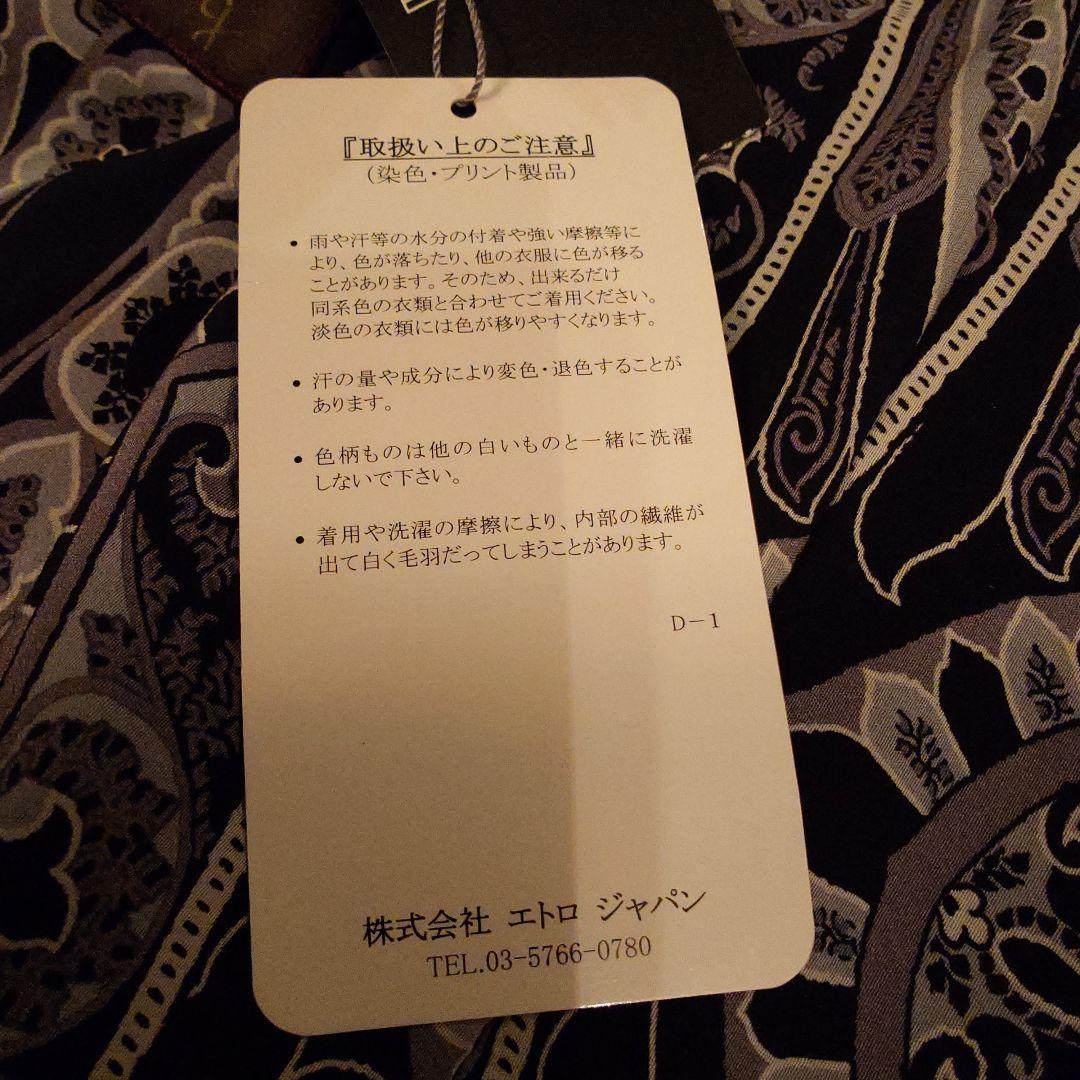 『取扱い上のご注意』
(染色・プリント製品)
• 雨や汗等の水分の付着や強い摩擦等に
より、色が落ちたり、他の衣服に色が移る
ことがあります。そのため、出来るだけ
同系色の衣類と合わせてご着用ください。
淡色の衣類には色が移りやすくなります。
• 汗の量や成分により変色・退色することが
あります。
• 色柄ものは他の白いものと一緒に洗濯
しないで下さい。
• 着用や洗濯の摩擦により、内部の繊維が
出て白く毛羽だってしまうことがあります。
D－1
株式会社 エトロ ジャパン
TEL.03-5766-0780